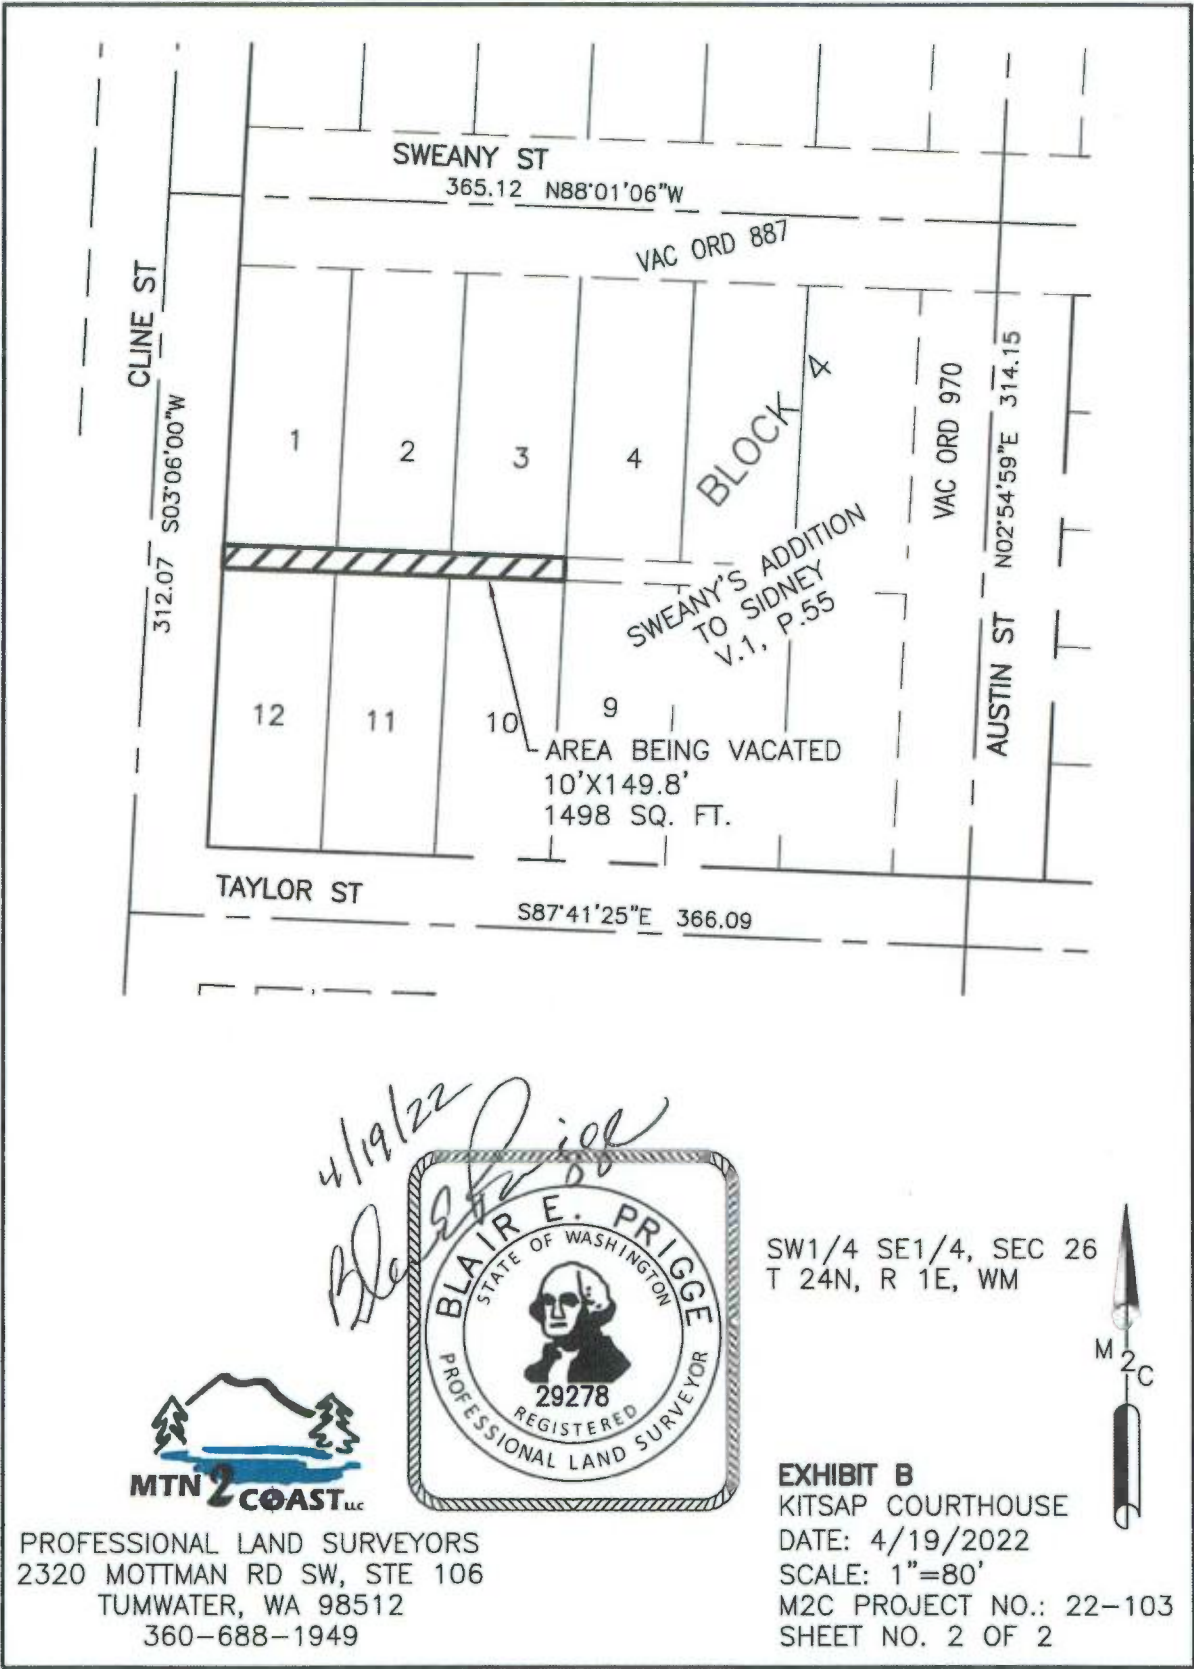 SWEANY ST
365.12 N88°01'06"W
VAC ORD 887
CLINE ST
312.07 S03°06'00"W
1
2
3
4
BLOCK 4
VAC ORD 970
N02°54'59"E 314.15
AUSTIN ST
SWEANY'S ADDITION
TO SIDNEY
V.1, P.55
12
11
10
9
AREA BEING VACATED
10'X149.8'
1498 SQ. FT.
TAYLOR ST
S87°41'25"E 366.09
4/19/22
Blair E Prigge
BLAIR E. PRIGGE
STATE OF WASHINGTON
29278
REGISTERED
PROFESSIONAL LAND SURVEYOR
SW1/4 SE1/4, SEC 26
T 24N, R 1E, WM
M2C
MTN 2 COAST LLC
PROFESSIONAL LAND SURVEYORS
2320 MOTTMAN RD SW, STE 106
TUMWATER, WA 98512
360-688-1949
EXHIBIT B
KITSAP COURTHOUSE
DATE: 4/19/2022
SCALE: 1"=80'
M2C PROJECT NO.: 22-103
SHEET NO. 2 OF 2